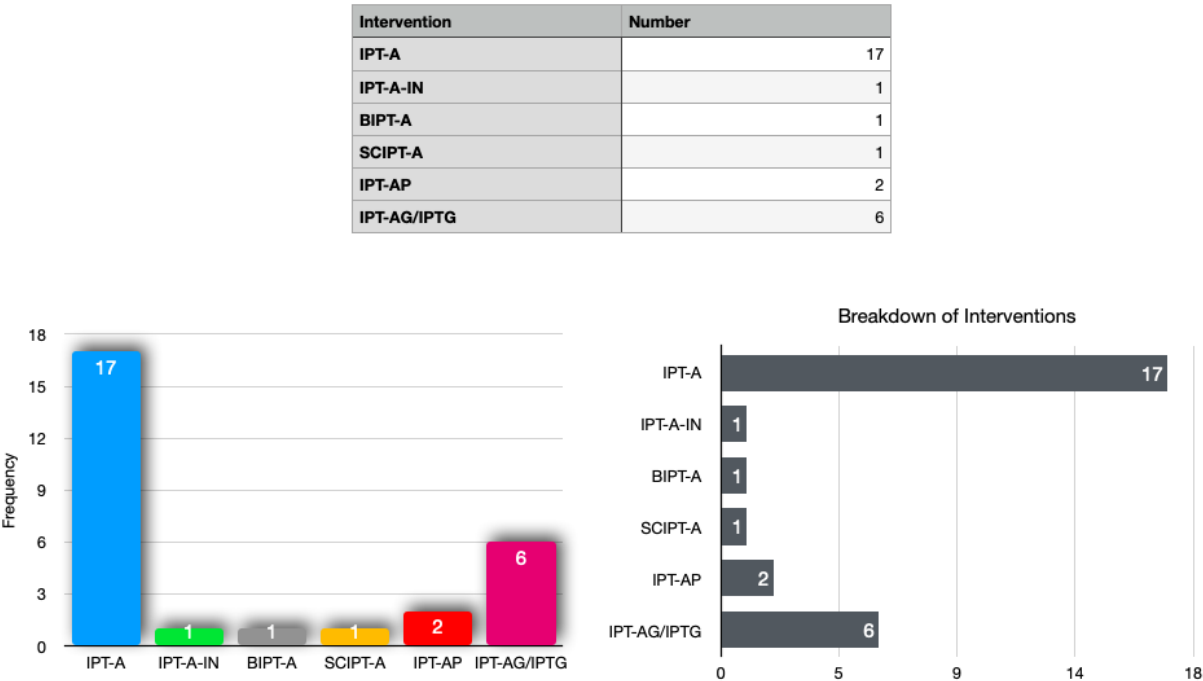 Intervention Number
IPT-A 17
IPT-A-IN 1
BIPT-A 1
SCIPT-A 1
IPT-AP 2
IPT-AG/IPTG 6
Frequency
18
15
12
9
6
3
0
17
1
1
1
2
6
IPT-A IPT-A-IN BIPT-A SCIPT-A IPT-AP IPT-AG/IPTG
Breakdown of Interventions
IPT-A 17
IPT-A-IN 1
BIPT-A 1
SCIPT-A 1
IPT-AP 2
IPT-AG/IPTG 6
0 5 9 14 18